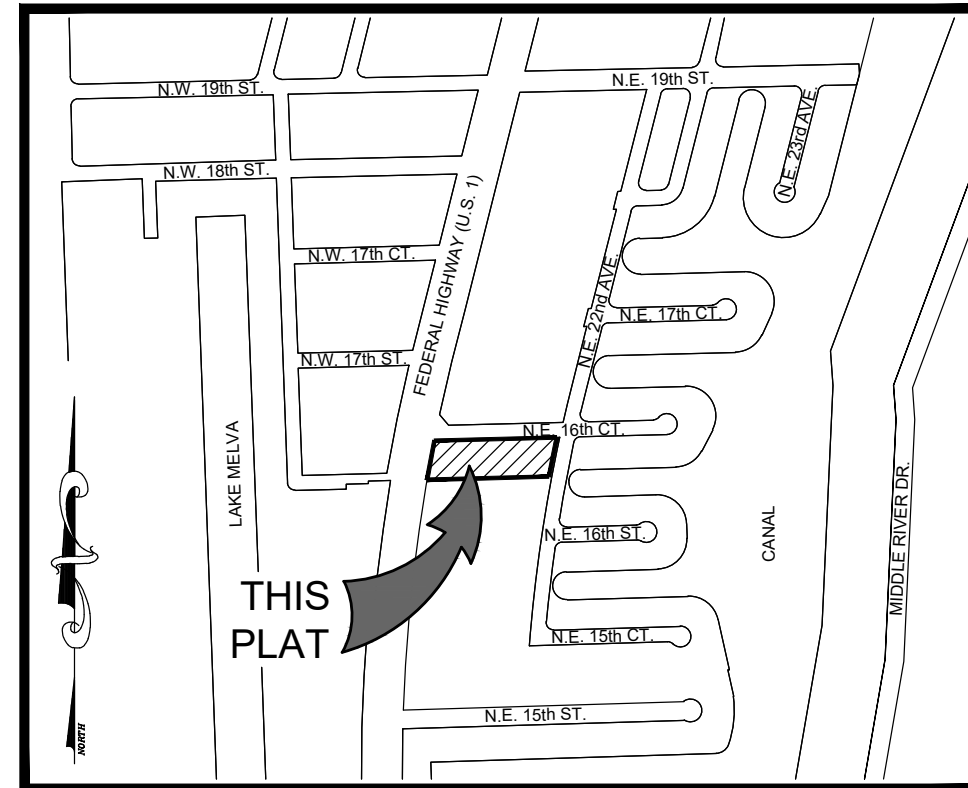 N.W. 19th ST.
N.E. 19th ST.
N.E. 23rd AVE.
N.W. 18th ST.
FEDERAL HIGHWAY (U.S. 1)
N.W. 17th CT.
N.E. 22nd AVE.
N.E. 17th CT.
N.W. 17th ST.
N.E. 16th CT.
LAKE MELVA
N.E. 16th ST.
CANAL
MIDDLE RIVER DR.
THIS
PLAT
N.E. 15th CT.
N.E. 15th ST.
NORTH